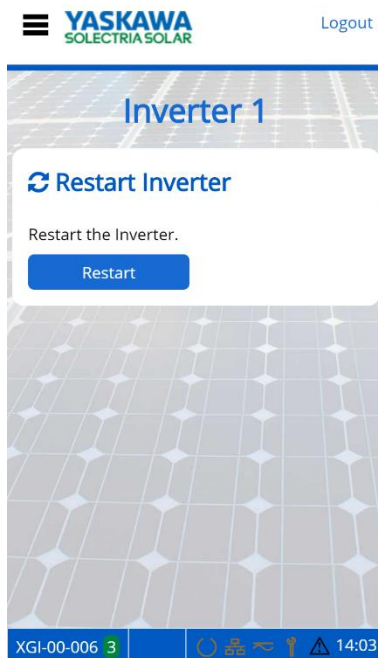 YASKAWA
SOLECTRIA SOLAR
Logout
Inverter 1
Restart Inverter
Restart the Inverter.
Restart
XGI-00-006 3
14:03